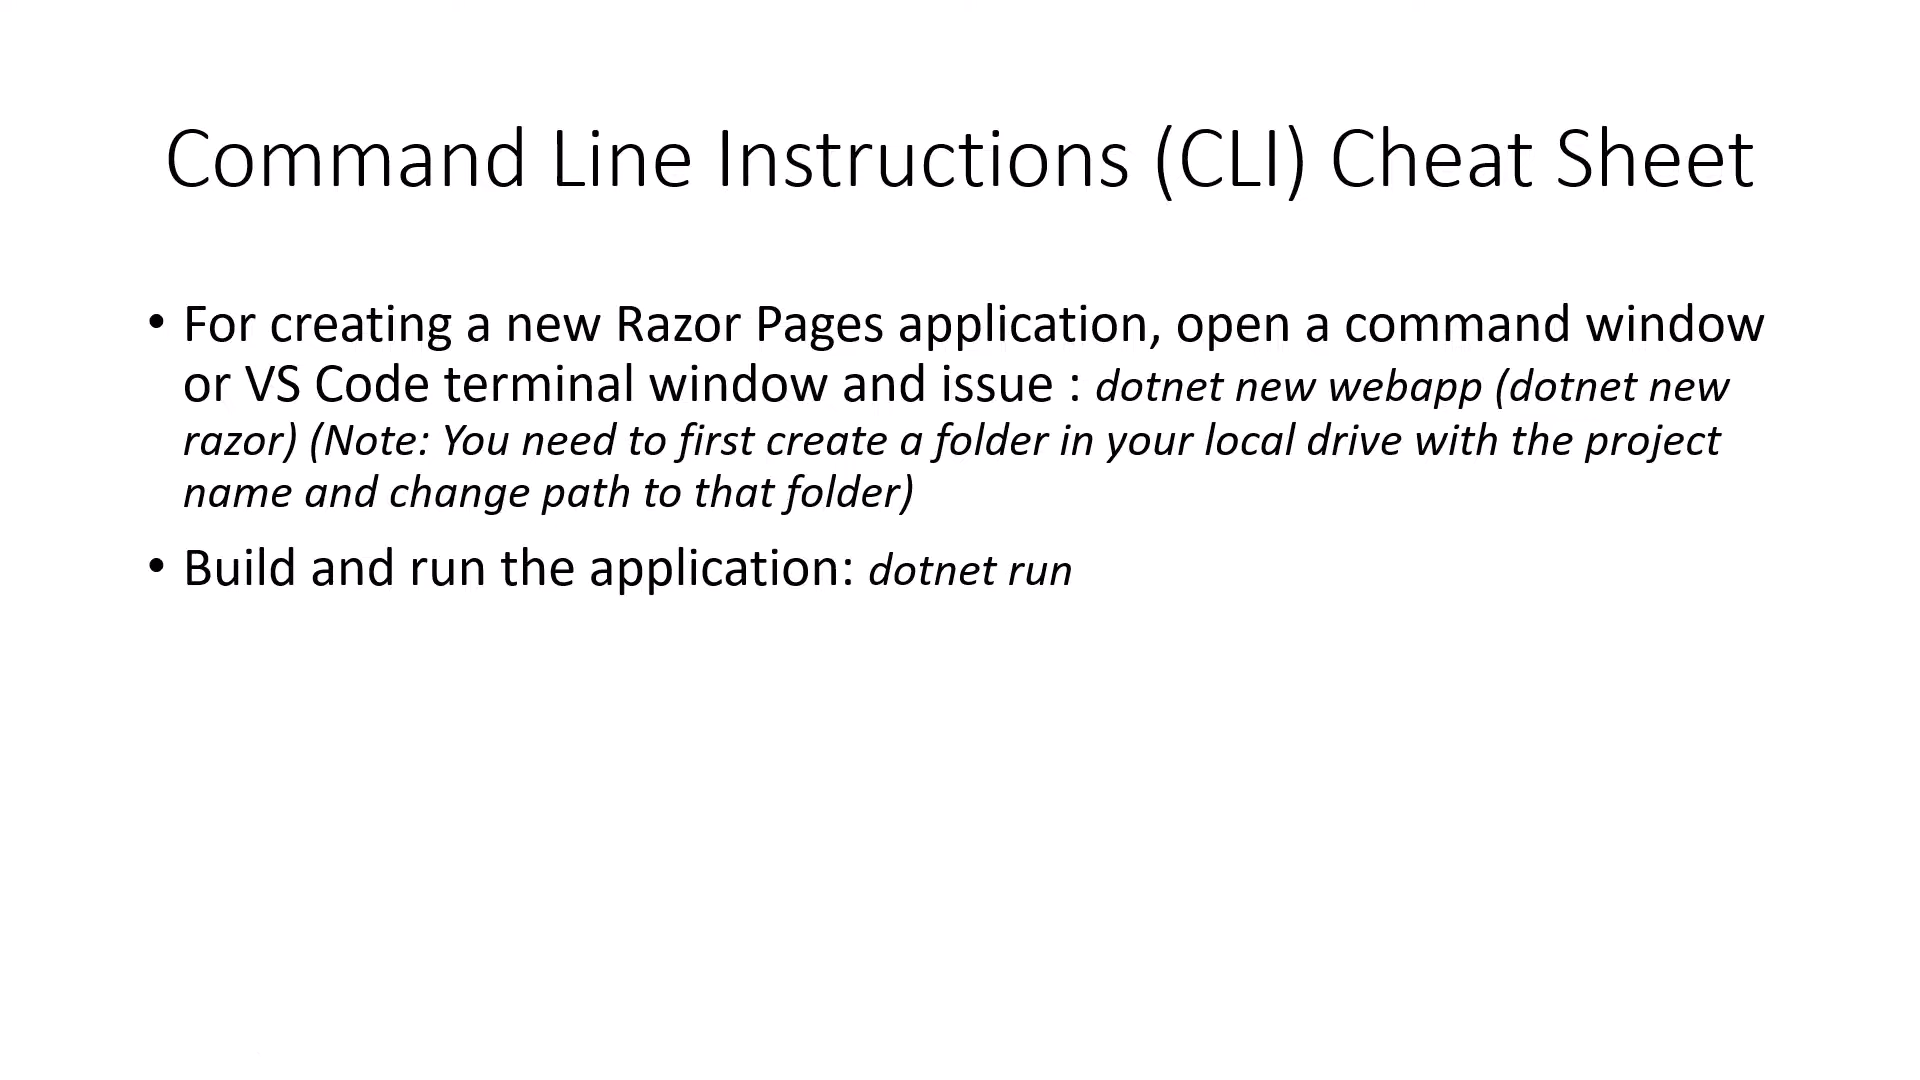 Command Line Instructions (CLI) Cheat Sheet
• For creating a new Razor Pages application, open a command window
or VS Code terminal window and issue : dotnet new webapp (dotnet new
razor) (Note: You need to first create a folder in your local drive with the project
name and change path to that folder)
• Build and run the application: dotnet run